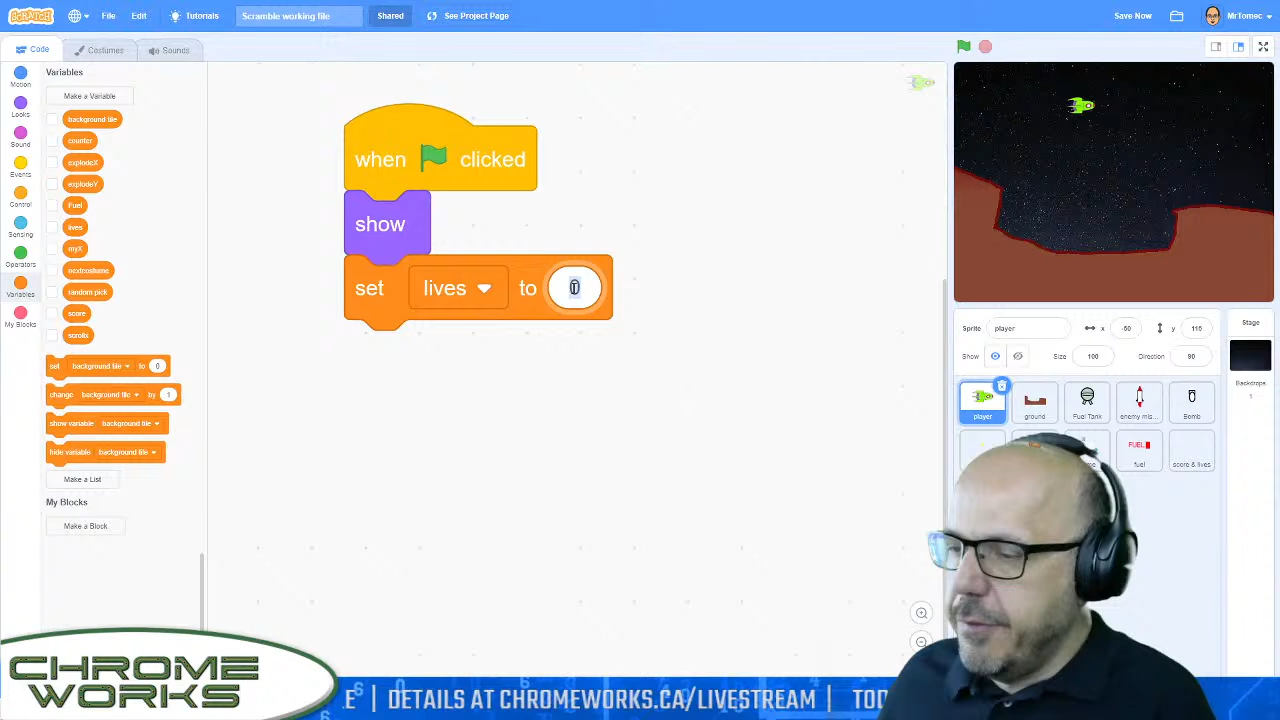 SCRATCH File Edit Tutorials Scramble working file Shared See Project Page Save Now MrTomec
Code Costumes Sounds
Motion
Looks
Sound
Events
Control
Sensing
Operators
Variables
My Blocks
Variables
Make a Variable
background tile
counter
explodeX
explodeY
Fuel
lives
myX
nextcostume
random pick
score
scrollx
set background tile to 0
change background tile by 1
show variable background tile
hide variable background tile
Make a List
My Blocks
Make a Block
when clicked
show
set lives to 0
Sprite player x -50 y 115
Show Size 100 Direction 90
Stage
Backdrops
1
player ground Fuel Tank enemy mis... Bomb
FUEL
fuel score & lives
CHROME
WORKS
E | DETAILS AT CHROMEWORKS.CA/LIVESTREAM |